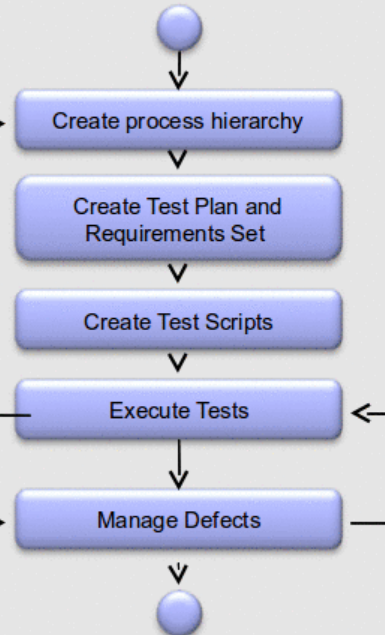 Create process hierarchy
Create Test Plan and
Requirements Set
Create Test Scripts
Execute Tests
Manage Defects